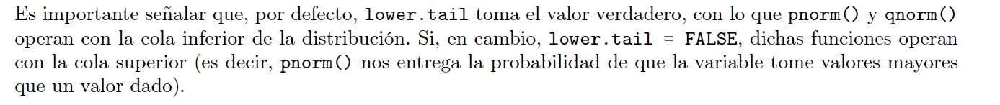 Es importante señalar que, por defecto, lower.tail toma el valor verdadero, con lo que pnorm() y qnorm()
operan con la cola inferior de la distribución. Si, en cambio, lower.tail = FALSE, dichas funciones operan
con la cola superior (es decir, pnorm() nos entrega la probabilidad de que la variable tome valores mayores
que un valor dado).